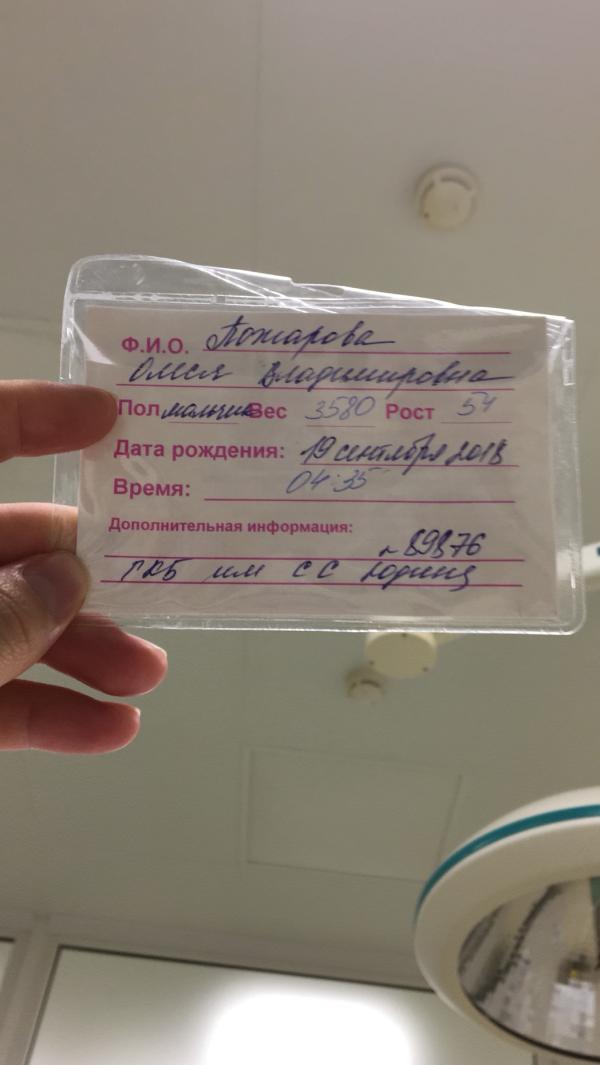 Ф.И.О. Пожарова
Олеся Владимировна
Пол мальчик Вес 3580 Рост 54
Дата рождения: 19 сентября 2018
Время: 04:35
Дополнительная информация:
89876
ГКБ им С С Юдина